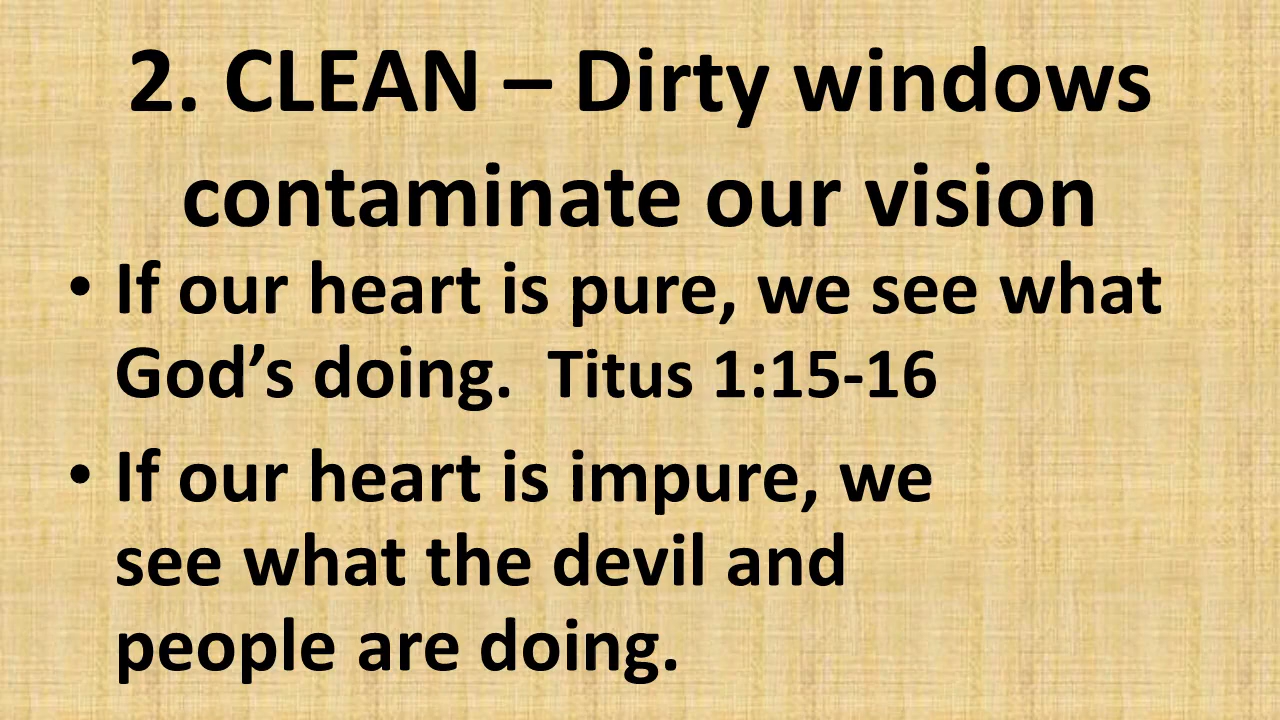 2. CLEAN – Dirty windows
contaminate our vision
• If our heart is pure, we see what
God’s doing.  Titus 1:15-16
• If our heart is impure, we
see what the devil and
people are doing.